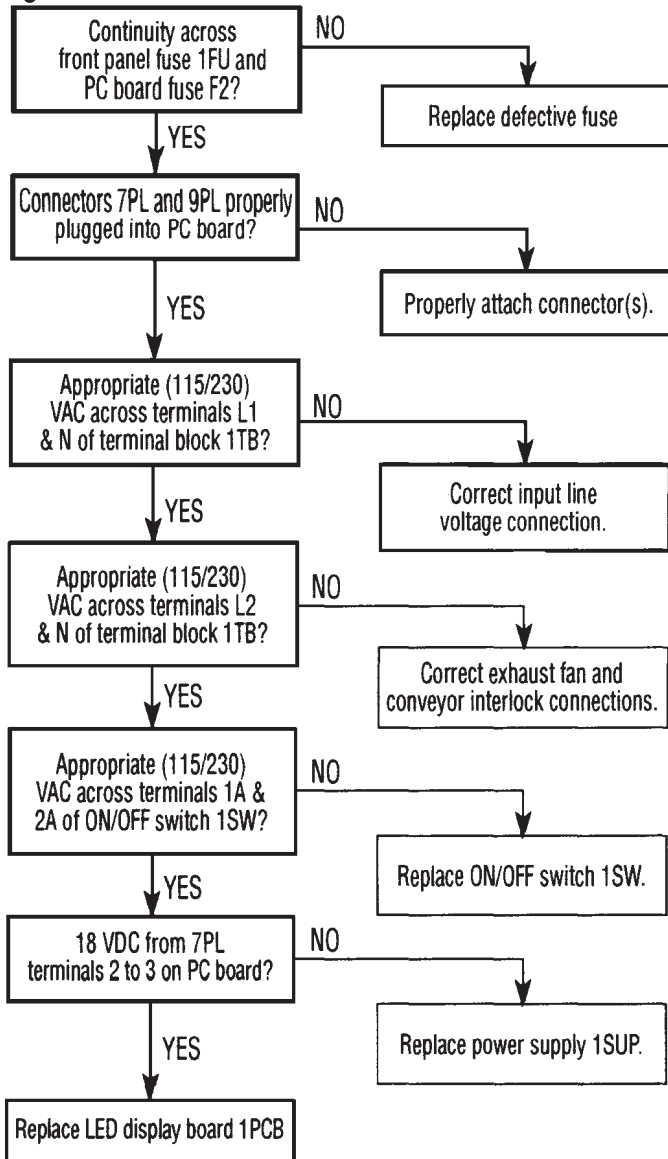 Continuity across
front panel fuse 1FU and
PC board fuse F2?
NO
Replace defective fuse
YES
Connectors 7PL and 9PL properly
plugged into PC board?
NO
Properly attach connector(s).
YES
Appropriate (115/230)
VAC across terminals L1
& N of terminal block 1TB?
NO
Correct input line
voltage connection.
YES
Appropriate (115/230)
VAC across terminals L2
& N of terminal block 1TB?
NO
Correct exhaust fan and
conveyor interlock connections.
YES
Appropriate (115/230)
VAC across terminals 1A &
2A of ON/OFF switch 1SW?
NO
Replace ON/OFF switch 1SW.
YES
18 VDC from 7PL
terminals 2 to 3 on PC board?
NO
Replace power supply 1SUP.
YES
Replace LED display board 1PCB